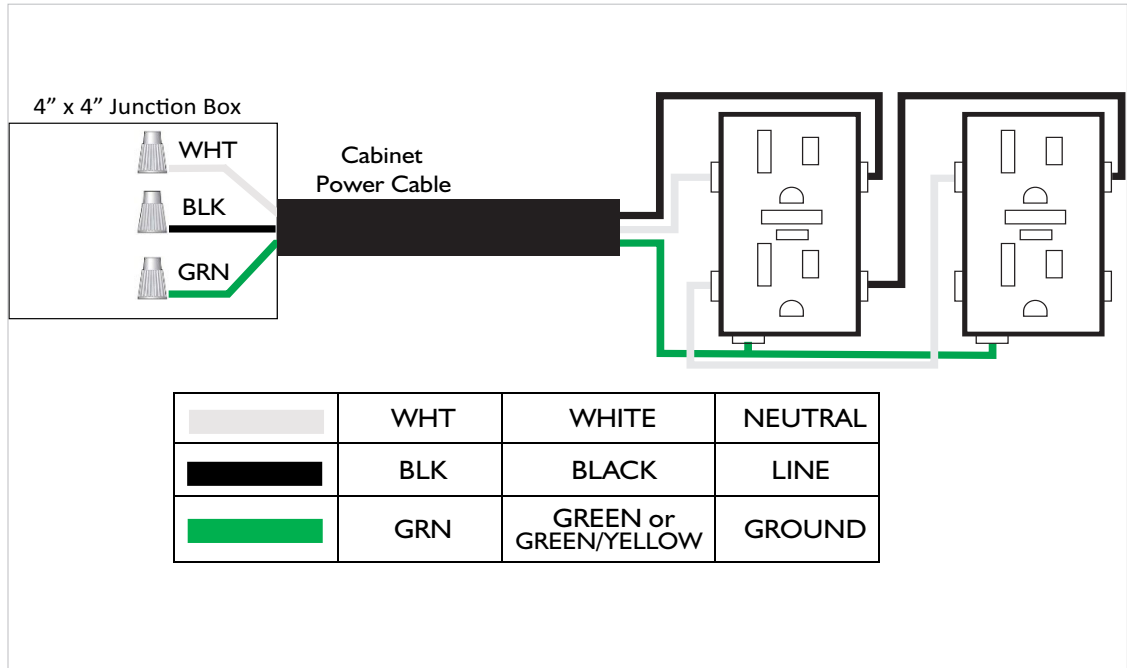 4” x 4” Junction Box
WHT
BLK
GRN
Cabinet
Power Cable
WHT WHITE NEUTRAL
BLK BLACK LINE
GRN GREEN or
GREEN/YELLOW GROUND